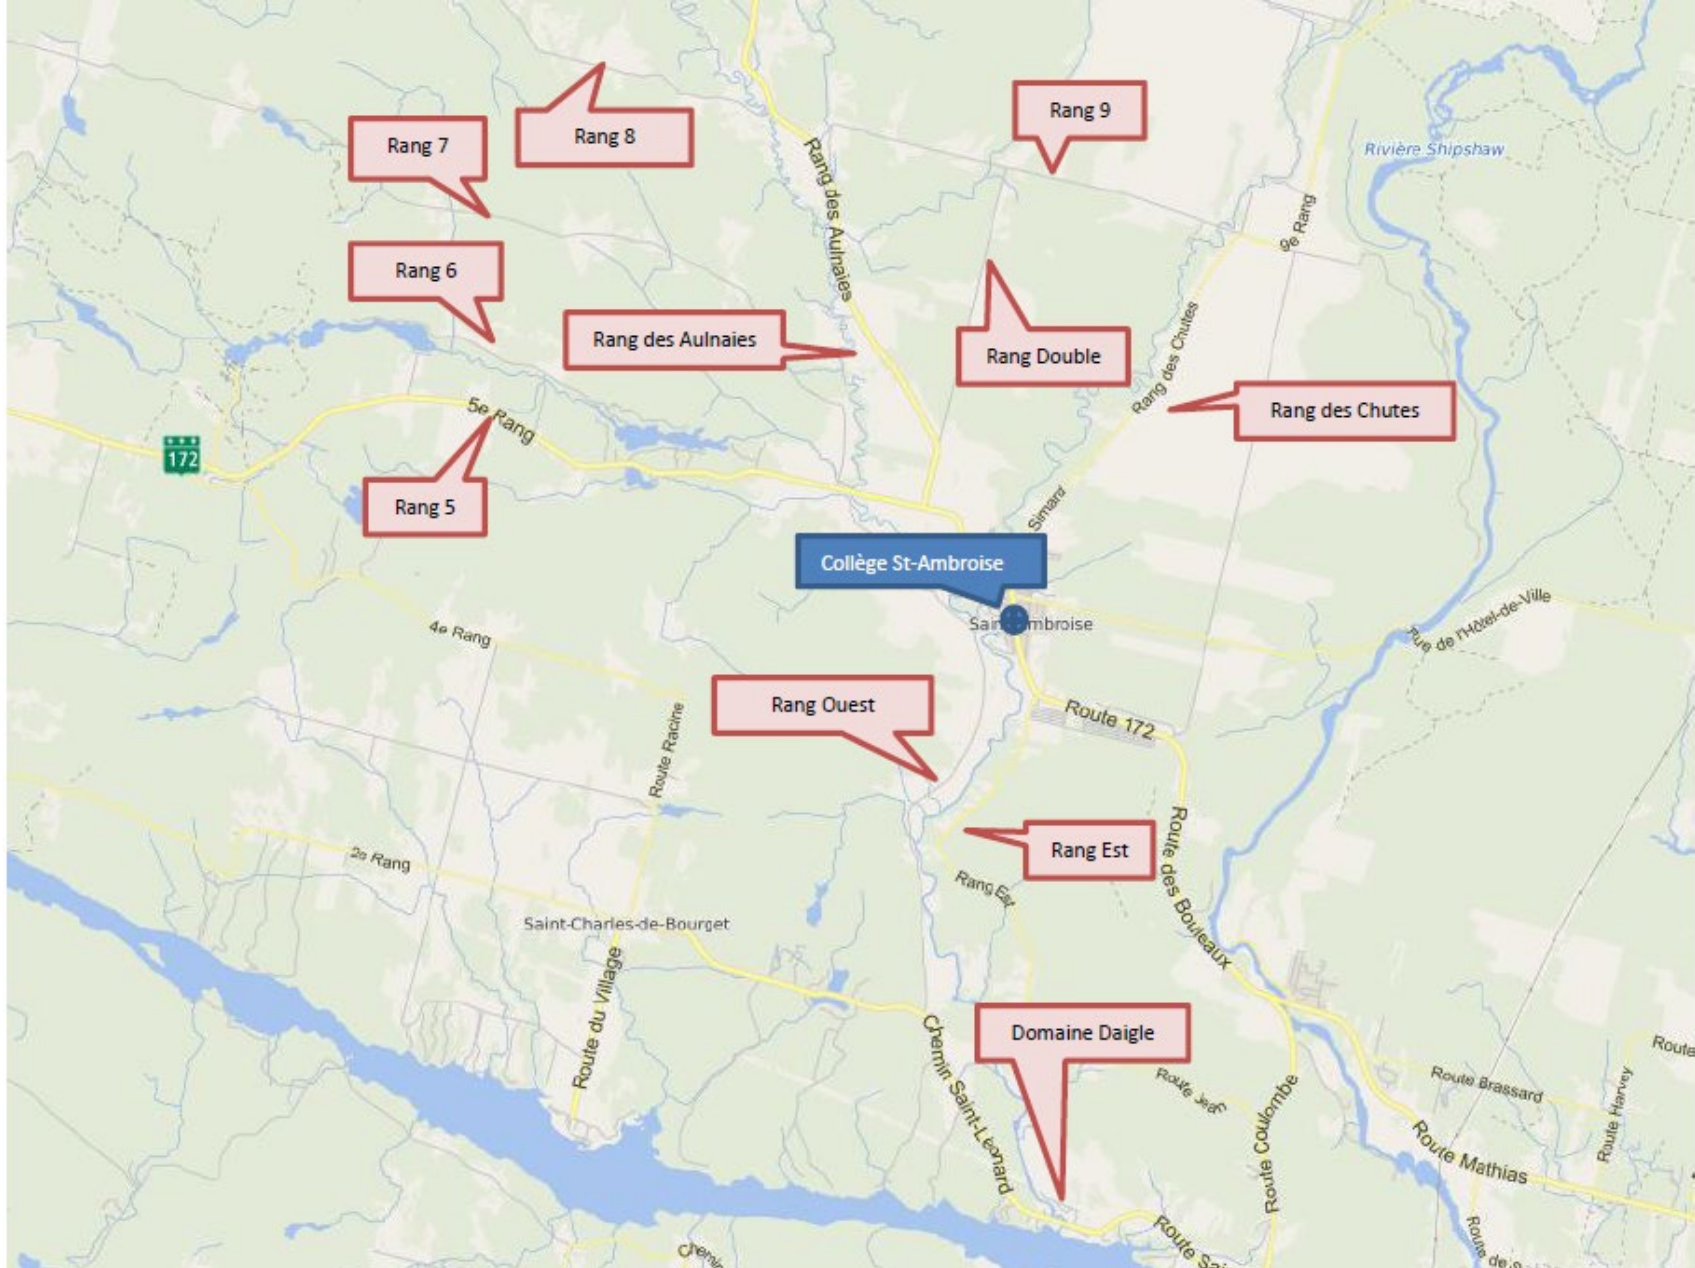 Rang 8
Rang 9
Rang 7
Rivière Shipshaw
Rang des Aulnaies
9e Rang
Rang 6
Rang des Aulnaies
Rang Double
Rang des Chutes
Rang des Chutes
5e Rang
172
Rang 5
Simard
Collège St-Ambroise
Rue de l'Hôtel-de-Ville
4e Rang
Rang Ouest
Route 172
Route Racine
Rang Est
2e Rang
Route des Bouleaux
Rang Est
Saint-Charles-de-Bourget
Route du Village
Domaine Daigle
Chemin Saint-Léonard
Route
Route Brassard
Route Harvey
Route Coulombe
Route Mathias